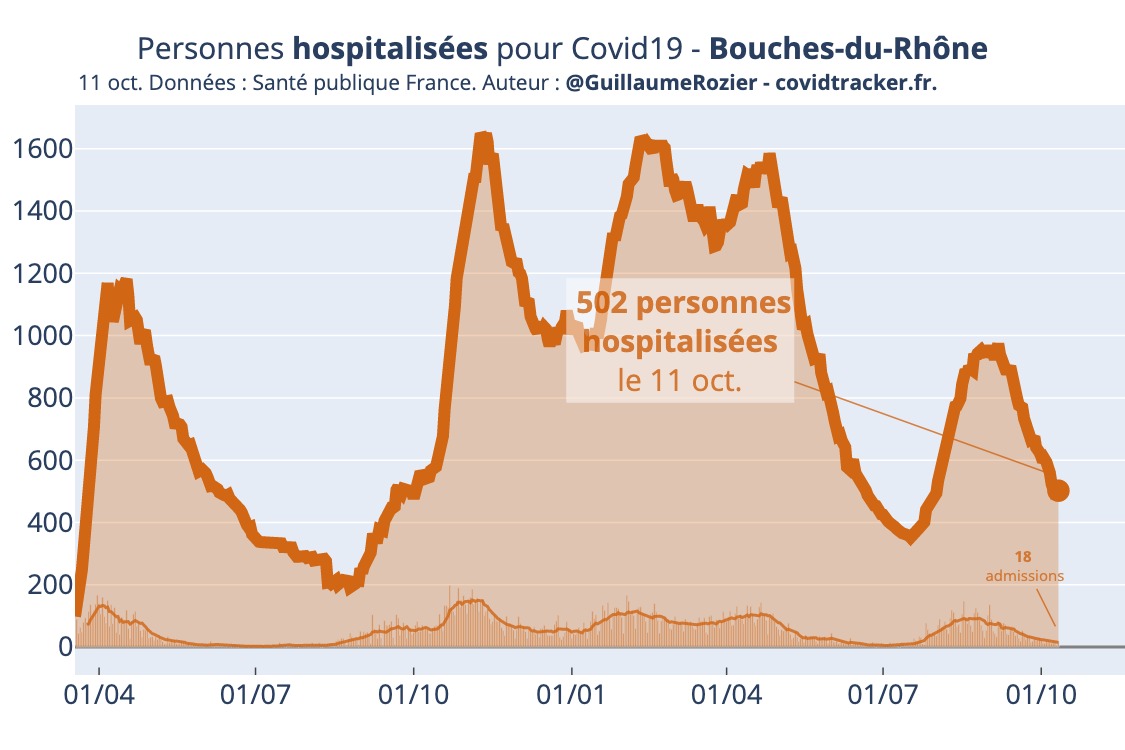 Personnes hospitalisées pour Covid19 - Bouches-du-Rhône
11 oct. Données : Santé publique France. Auteur : @GuillaumeRozier - covidtracker.fr.
1600
1400
1200
1000
800
600
400
200
0
502 personnes
hospitalisées
le 11 oct.
18
admissions
01/04
01/07
01/10
01/01
01/04
01/07
01/10